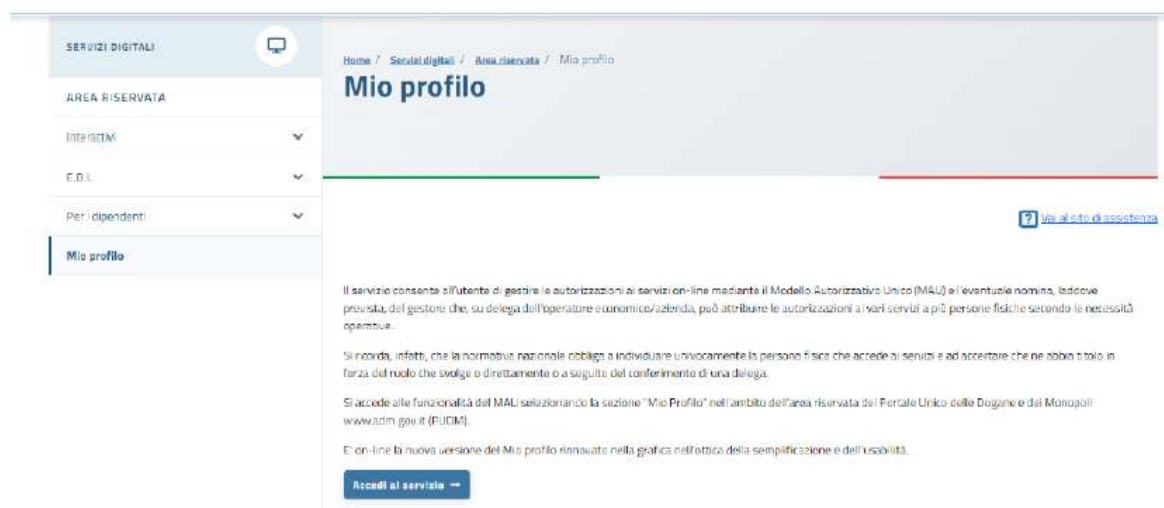 SERVIZI DIGITALI
AREA RISERVATA
Interattivi
E.D.I.
Per i dipendenti
Mio profilo
Home / Servizi digitali / Area riservata / Mio profilo
Mio profilo
? Vai al sito di assistenza
Il servizio consente all'utente di gestire le autorizzazioni ai servizi on-line mediante il Modello Autorizzativo Unico (MAU) e l'eventuale nomina, laddove
prevista, del gestore che, su delega dell'operatore economico/azienda, può attribuire le autorizzazioni ai vari servizi a più persone fisiche secondo le necessità
operative.
Si ricorda, infatti, che la normativa nazionale obbliga a individuare univocamente la persona fisica che accede ai servizi e ad accertare che ne abbia titolo in
forza del ruolo che svolge o direttamente o a seguito del conferimento di una delega.
Si accede alle funzionalità del MAU selezionando la sezione "Mio Profilo" nell'ambito dell'area riservata del Portale Unico delle Dogane e dei Monopoli
www.adm.gov.it (PUDM).
E' on-line la nuova versione del Mio profilo rinnovato nella grafica nell'ottica della semplificazione e dell'usabilità.
Accedi al servizio →